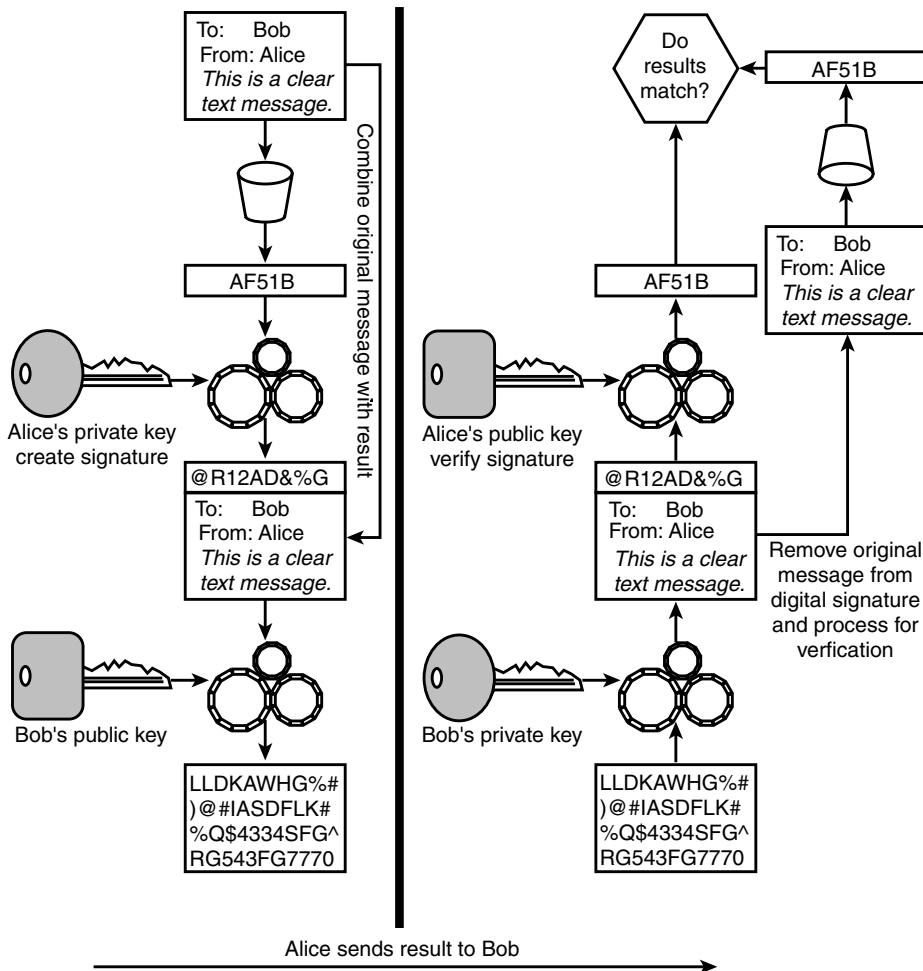 To: Bob
From: Alice
This is a clear
text message.
Combine original message with result
AF51B
Alice's private key
create signature
@R12AD&%G
To: Bob
From: Alice
This is a clear
text message.
Bob's public key
LLDKAWHG%#
)@#IASDFLK#
%Q$4334SFG^
RG543FG7770
Do
results
match?
AF51B
To: Bob
From: Alice
This is a clear
text message.
AF51B
Alice's public key
verify signature
@R12AD&%G
To: Bob
From: Alice
This is a clear
text message.
Remove original
message from
digital signature
and process for
verfication
Bob's private key
LLDKAWHG%#
)@#IASDFLK#
%Q$4334SFG^
RG543FG7770
Alice sends result to Bob